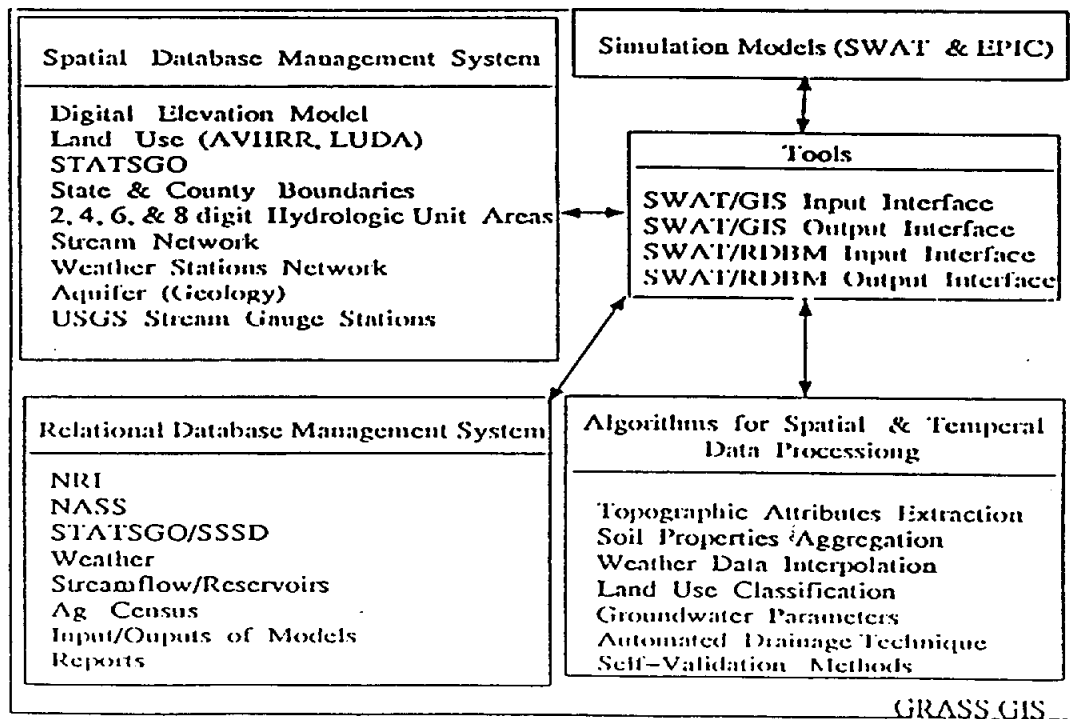 Spatial Database Management System
Digital Elevation Model
Land Use (AVHRR, LUDA)
STATSGO
State & County Boundaries
2, 4, 6, & 8 digit Hydrologic Unit Areas
Stream Network
Weather Stations Network
Aquifer (Geology)
USGS Stream Gauge Stations
Simulation Models (SWAT & EPIC)
Tools
SWAT/GIS Input Interface
SWAT/GIS Output Interface
SWAT/RDBM Input Interface
SWAT/RDBM Output Interface
Relational Database Management System
NRI
NASS
STATSGO/SSSD
Weather
Streamflow/Reservoirs
Ag Census
Input/Ouputs of Models
Reports
Algorithms for Spatial & Temperal
Data Processiong
Topographic Attributes Extraction
Soil Properties Aggregation
Weather Data Interpolation
Land Use Classification
Groundwater Parameters
Automated Drainage Technique
Self-Validation Methods
GRASS GIS